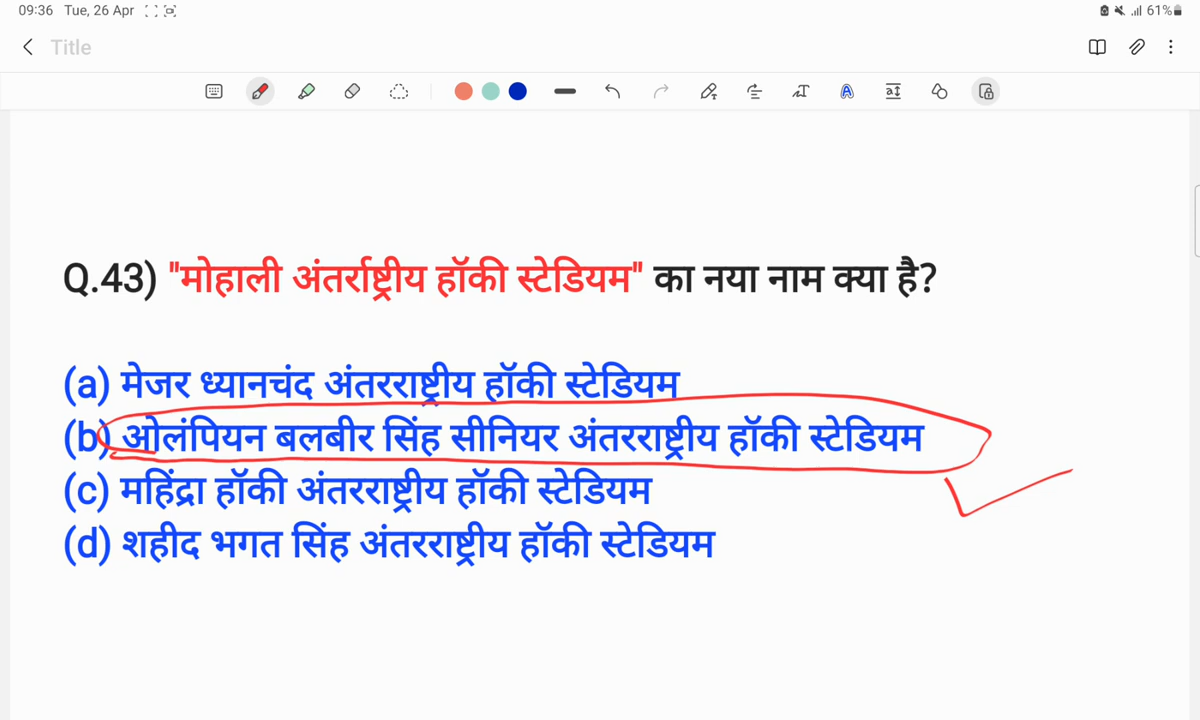 09:36 Tue, 26 Apr 61%
Title
Q.43) "मोहाली अंतर्राष्ट्रीय हॉकी स्टेडियम" का नया नाम क्या है?
(a) मेजर ध्यानचंद अंतरराष्ट्रीय हॉकी स्टेडियम
(b) ओलंपियन बलबीर सिंह सीनियर अंतरराष्ट्रीय हॉकी स्टेडियम
(c) महिंद्रा हॉकी अंतरराष्ट्रीय हॉकी स्टेडियम
(d) शहीद भगत सिंह अंतरराष्ट्रीय हॉकी स्टेडियम